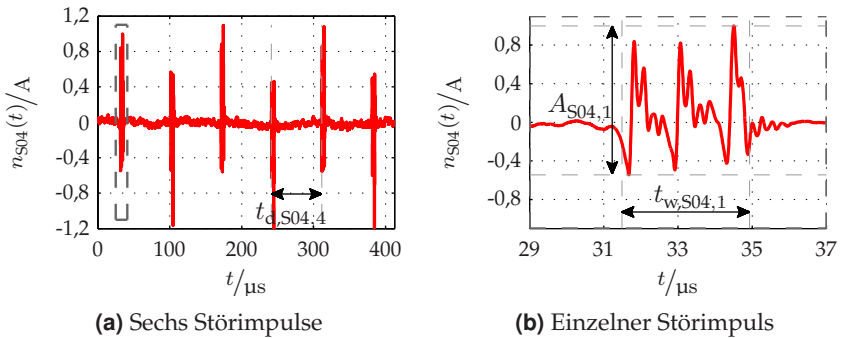 n_S04(t)/A
1,2
0,8
0,4
0
-0,4
-0,8
-1,2
t_d,S04,4
0 100 200 300 400
t/µs
(a) Sechs Störimpulse
n_S04(t)/A
0,8
0,4
0
-0,4
-0,8
A_S04,1
t_w,S04,1
29 31 33 35 37
t/µs
(b) Einzelner Störimpuls